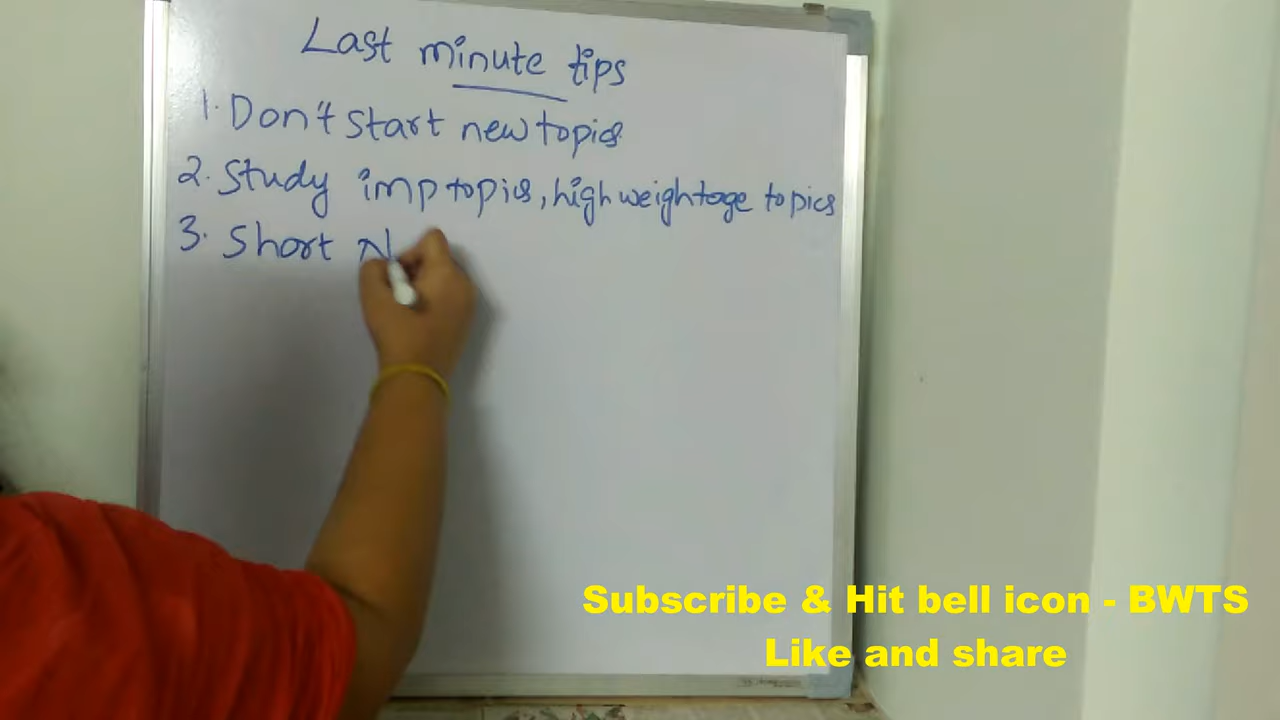 Last minute tips
1. Don't start new topics
2. Study imp topics, high weightage topics
3. Short N
Subscribe & Hit bell icon - BWTS
Like and share